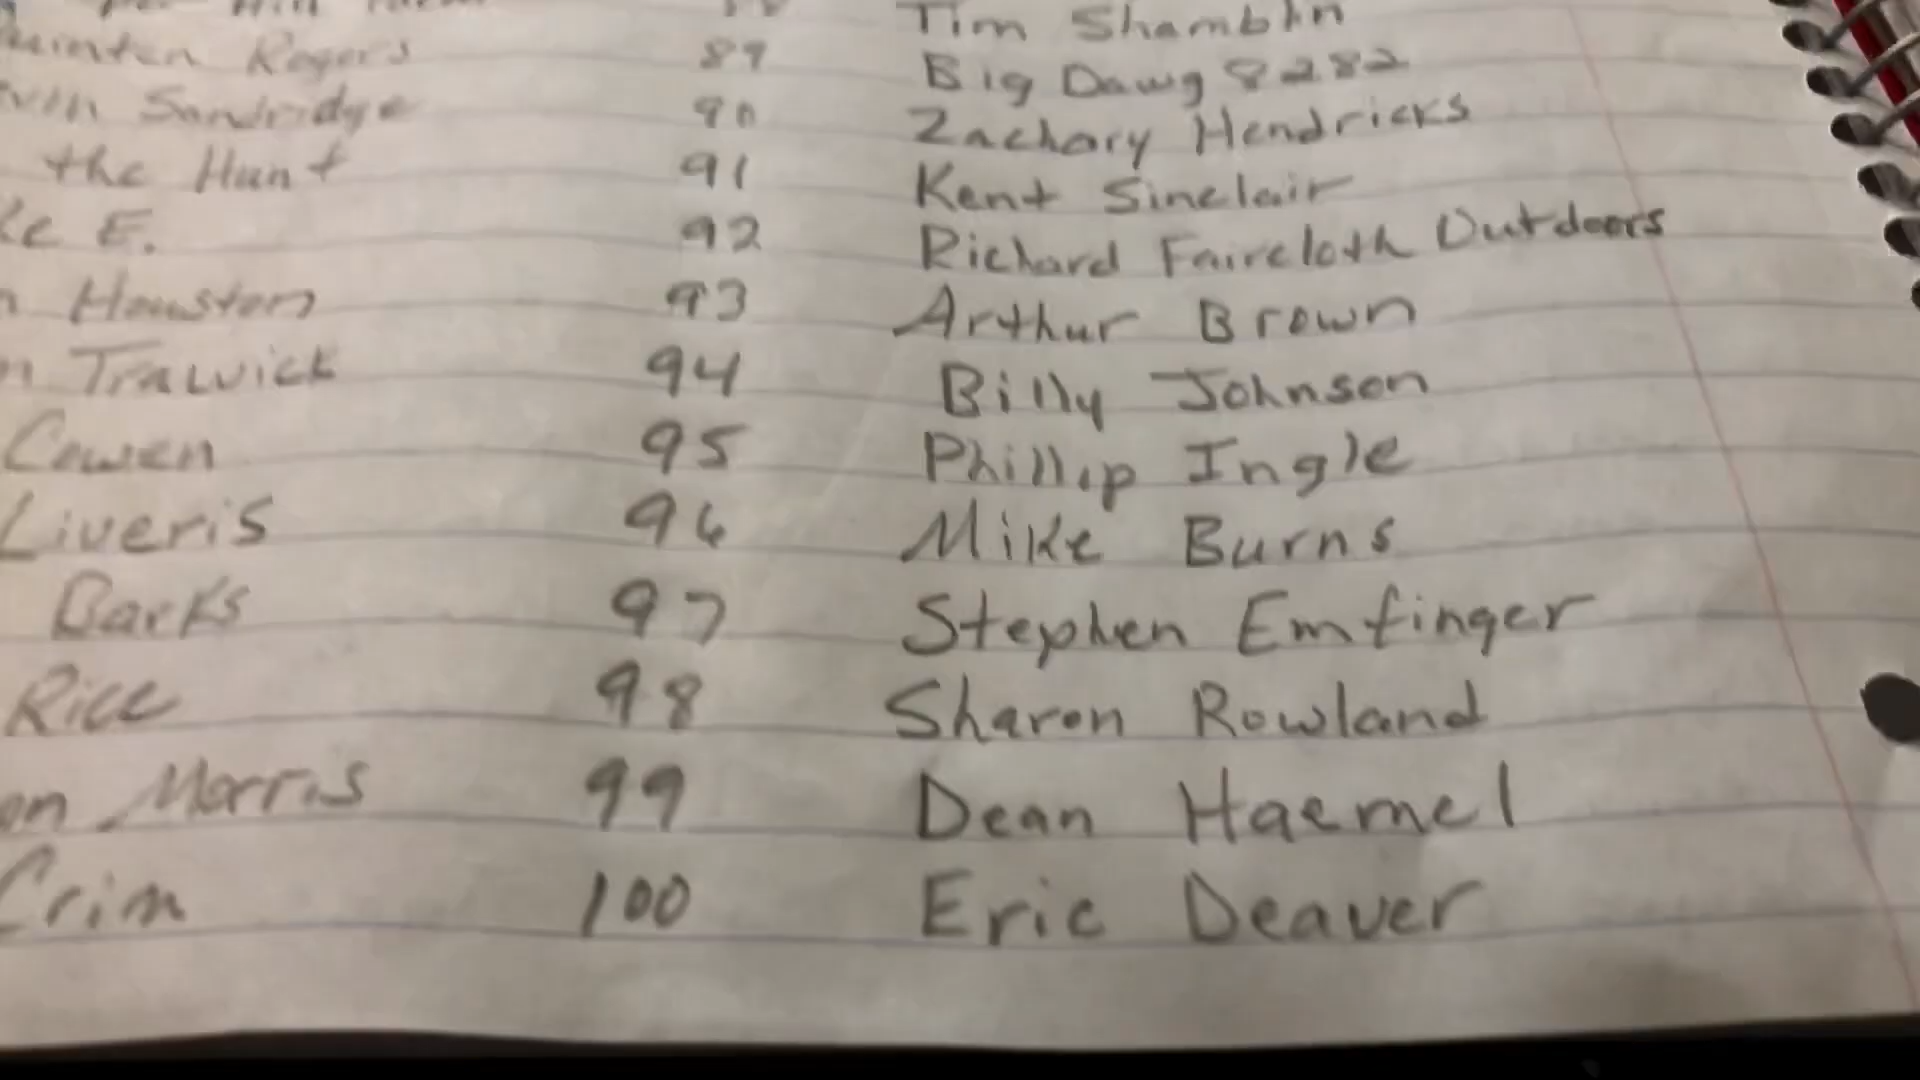 Tim Shamblin
Rogers 89 Big Dawg 8282
Sandridge 90 Zachary Hendricks
the Hunt 91 Kent Sinclair
E. 92 Richard Faircloth Outdoors
Houston 93 Arthur Brown
Trawick 94 Billy Johnson
Cowen 95 Phillip Ingle
Liveris 96 Mike Burns
Barks 97 Stephen Emfinger
Rice 98 Sharon Rowland
on Morris 99 Dean Haemel
Crim 100 Eric Deaver